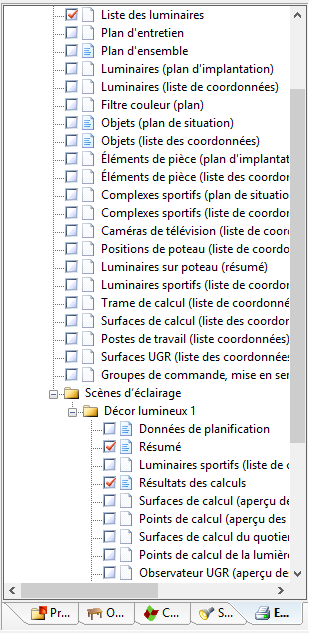 Liste des luminaires
Plan d'entretien
Plan d'ensemble
Luminaires (plan d'implantation)
Luminaires (liste de coordonnées)
Filtre couleur (plan)
Objets (plan de situation)
Objets (liste des coordonnées)
Éléments de pièce (plan d'implantat
Éléments de pièce (liste des coordor
Complexes sportifs (plan de situatio
Complexes sportifs (liste des coordo
Caméras de télévision (liste de coord
Positions de poteau (liste de coordo
Luminaires sur poteau (résumé)
Luminaires sportifs (liste de coordor
Trame de calcul (liste de coordonné
Surfaces de calcul (liste des coordor
Postes de travail (liste de coordonné
Surfaces UGR (liste des coordonnées
Groupes de commande, mise en ser
Scènes d'éclairage
Décor lumineux 1
Données de planification
Résumé
Luminaires sportifs (liste de c
Résultats des calculs
Surfaces de calcul (aperçu de
Points de calcul (aperçu des
Surfaces de calcul du quotier
Points de calcul de la lumière
Observateur UGR (aperçu de
Pr... O... C... S... E...